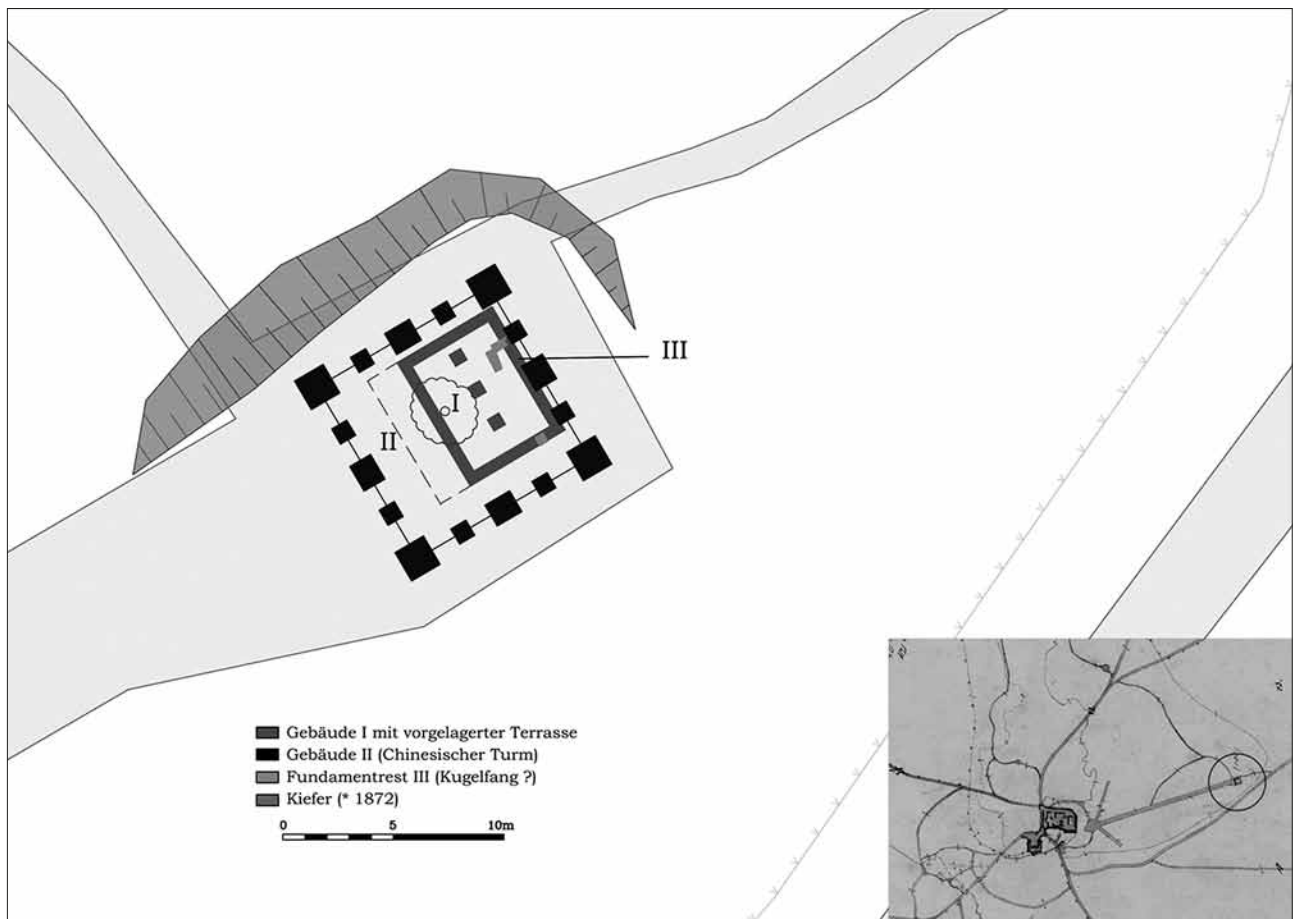 III
I
II
Gebäude I mit vorgelagerter Terrasse
Gebäude II (Chinesischer Turm)
Fundamentrest III (Kugelfang ?)
Kiefer (* 1872)
0 5 10m